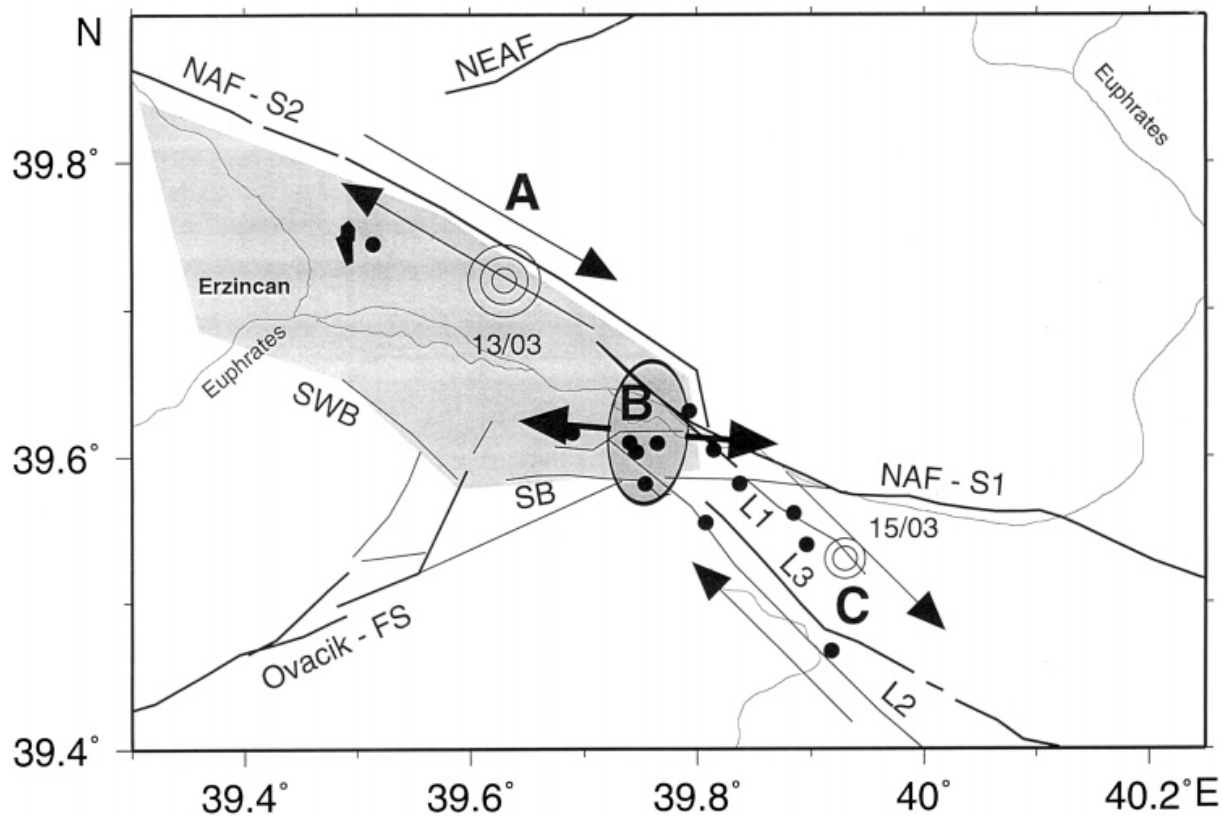 N
NEAF
NAF - S2
Euphrates
39.8°
A
Erzincan
13/03
Euphrates
SWB
B
39.6°
NAF - S1
SB
L1
15/03
L3
C
Ovacik - FS
L2
39.4°
39.4° 39.6° 39.8° 40° 40.2° E